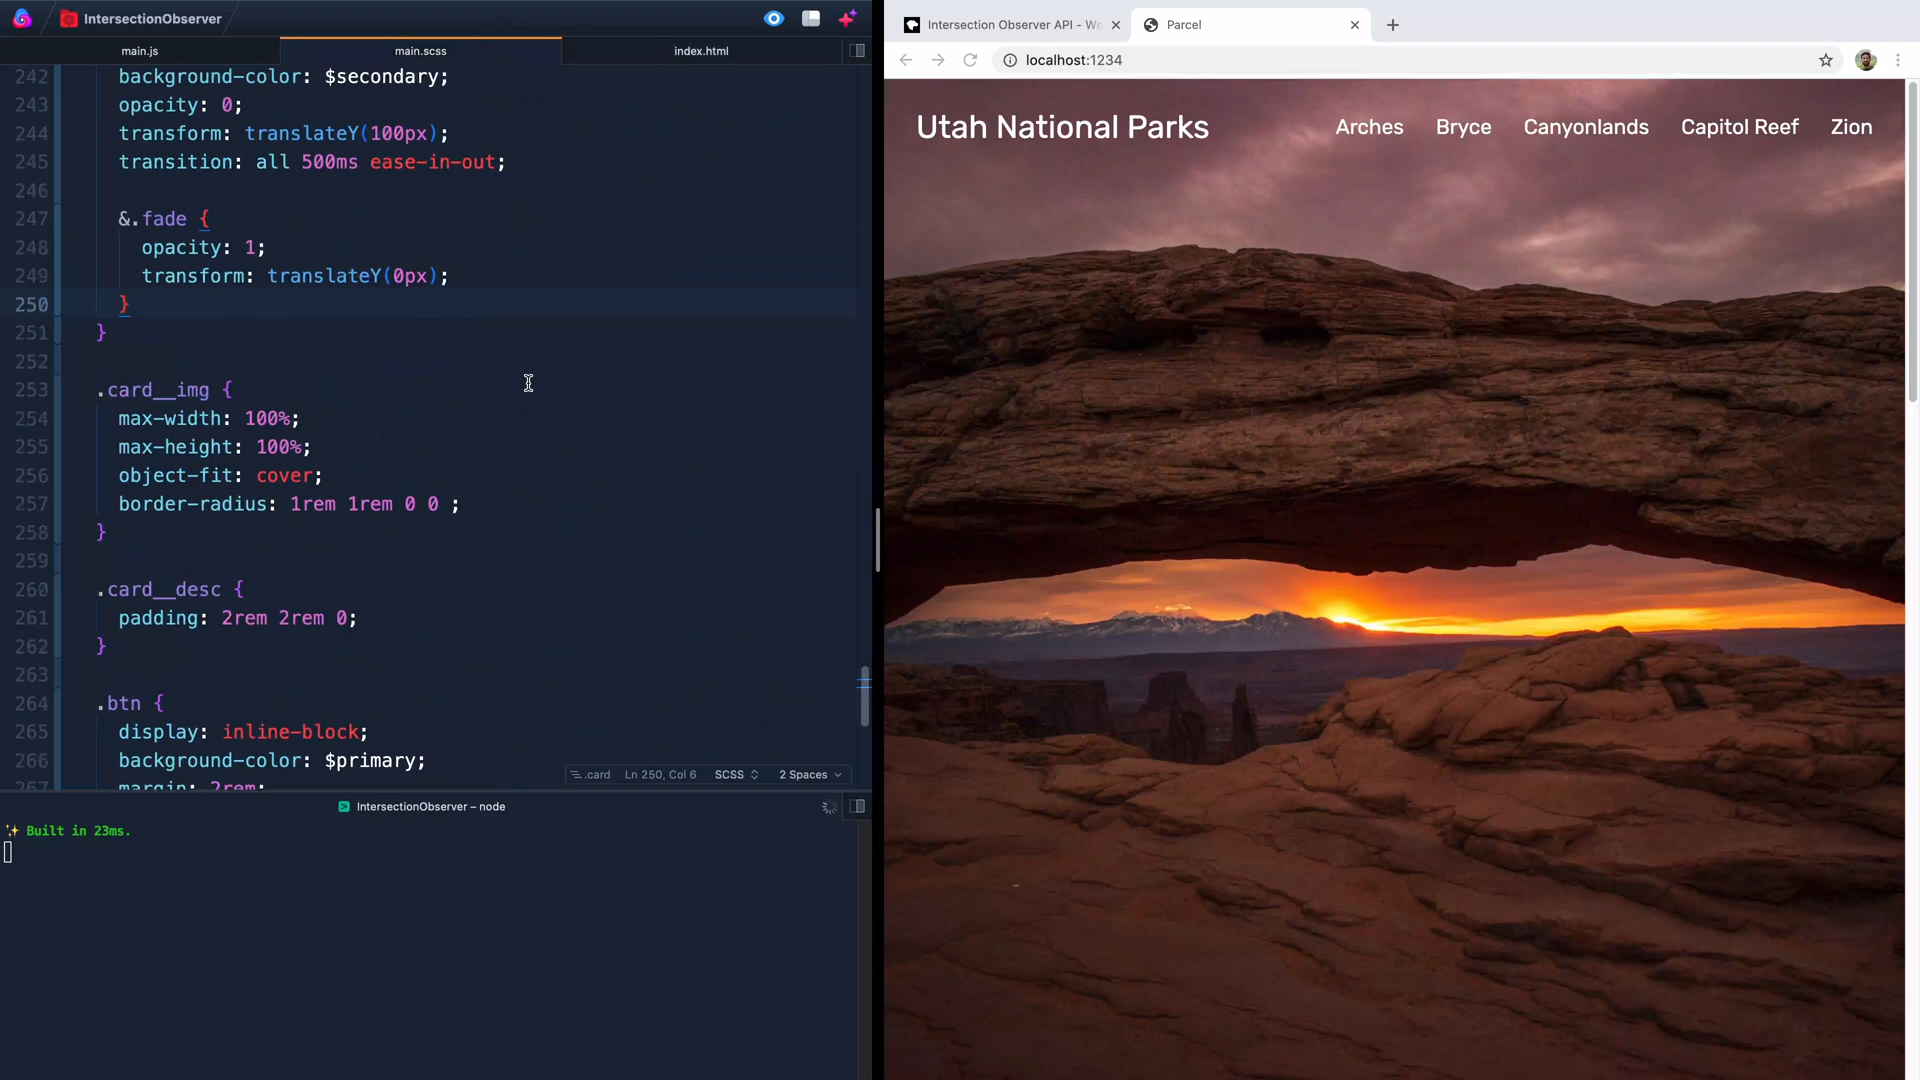 IntersectionObserver
main.js
main.scss
index.html
242 background-color: $secondary;
243 opacity: 0;
244 transform: translateY(100px);
245 transition: all 500ms ease-in-out;
246
247 &.fade {
248 opacity: 1;
249 transform: translateY(0px);
250 }
251 }
252
253 .card__img {
254 max-width: 100%;
255 max-height: 100%;
256 object-fit: cover;
257 border-radius: 1rem 1rem 0 0 ;
258 }
259
260 .card__desc {
261 padding: 2rem 2rem 0;
262 }
263
264 .btn {
265 display: inline-block;
266 background-color: $primary;
267 margin: 2rem;
.card Ln 250, Col 6 SCSS 2 Spaces
IntersectionObserver – node
✨ Built in 23ms.
Intersection Observer API - We
Parcel
localhost:1234
Utah National Parks
Arches Bryce Canyonlands Capitol Reef Zion